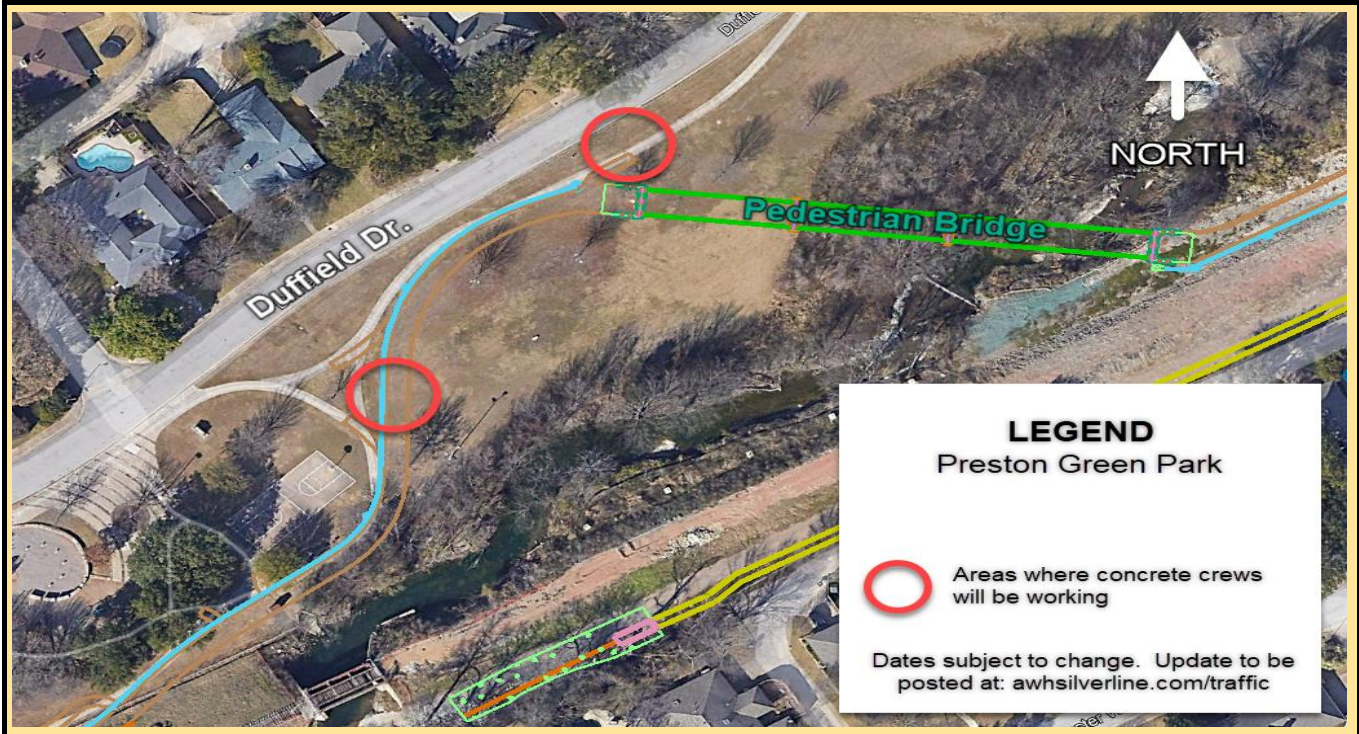 Duffie
NORTH
Pedestrian Bridge
Duffield Dr.
LEGEND
Preston Green Park
Areas where concrete crews
will be working
Dates subject to change.  Update to be
posted at: awhsilverline.com/traffic